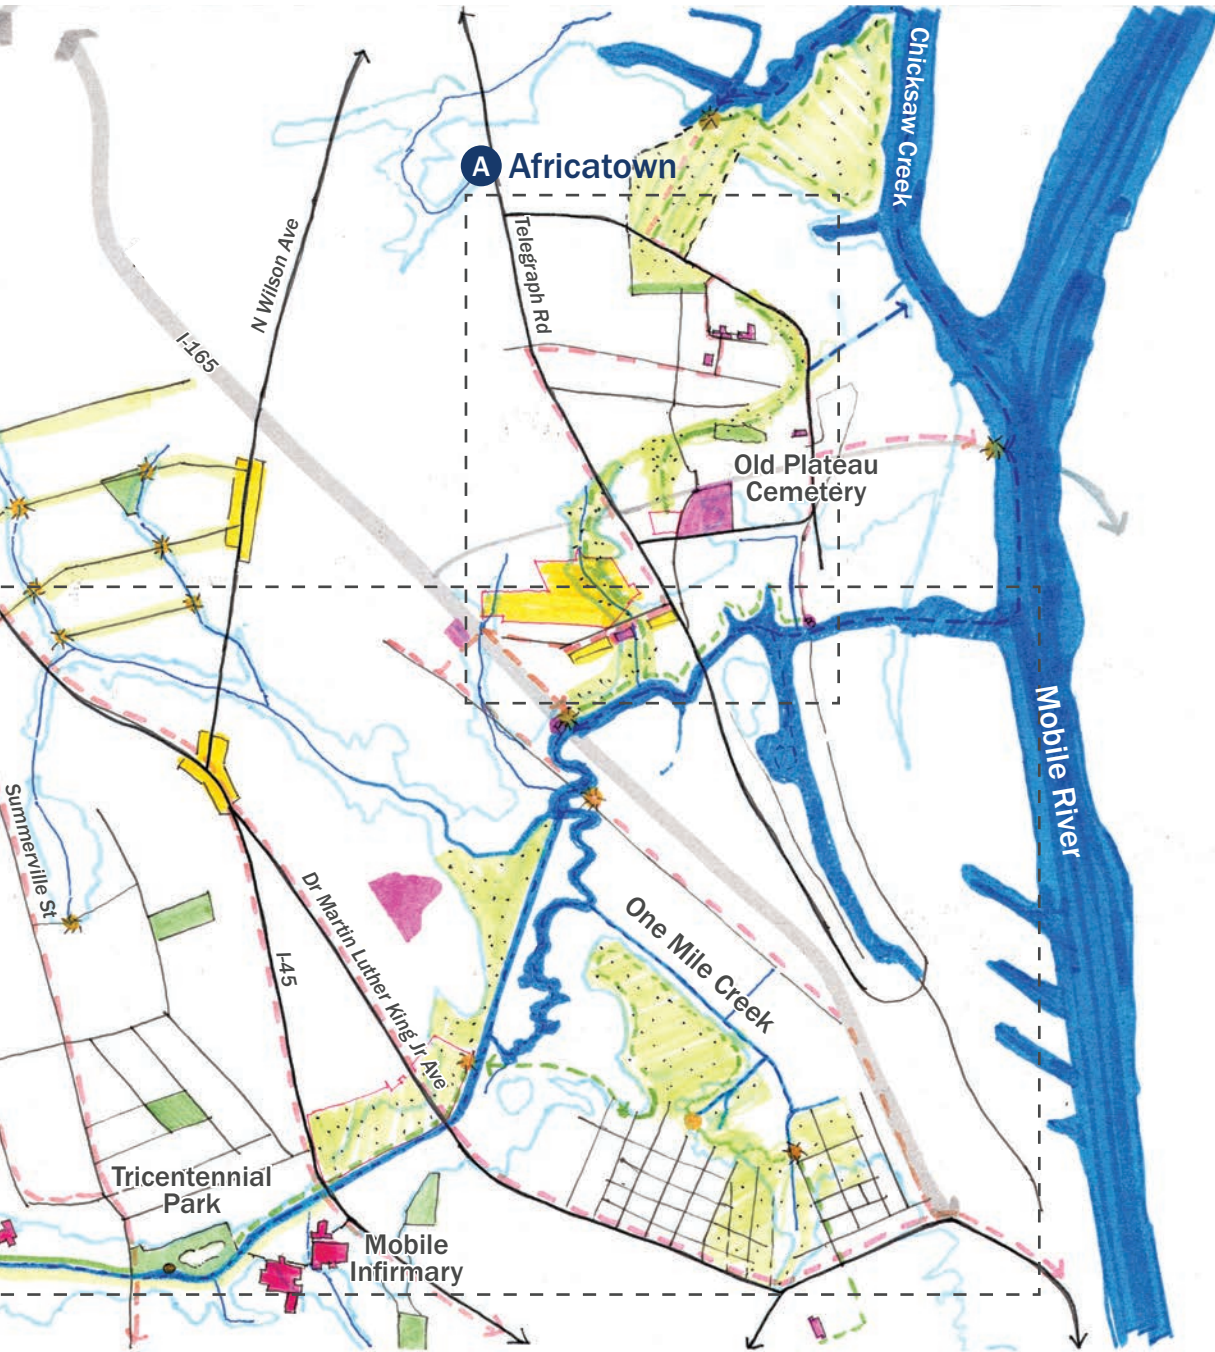 Chicksaw Creek
A Africatown
Telegraph Rd
N Wilson Ave
I-165
Old Plateau
Cemetery
Mobile River
Summerville St
Dr Martin Luther King Jr Ave
I-45
One Mile Creek
Tricentennial
Park
Mobile
Infirmary